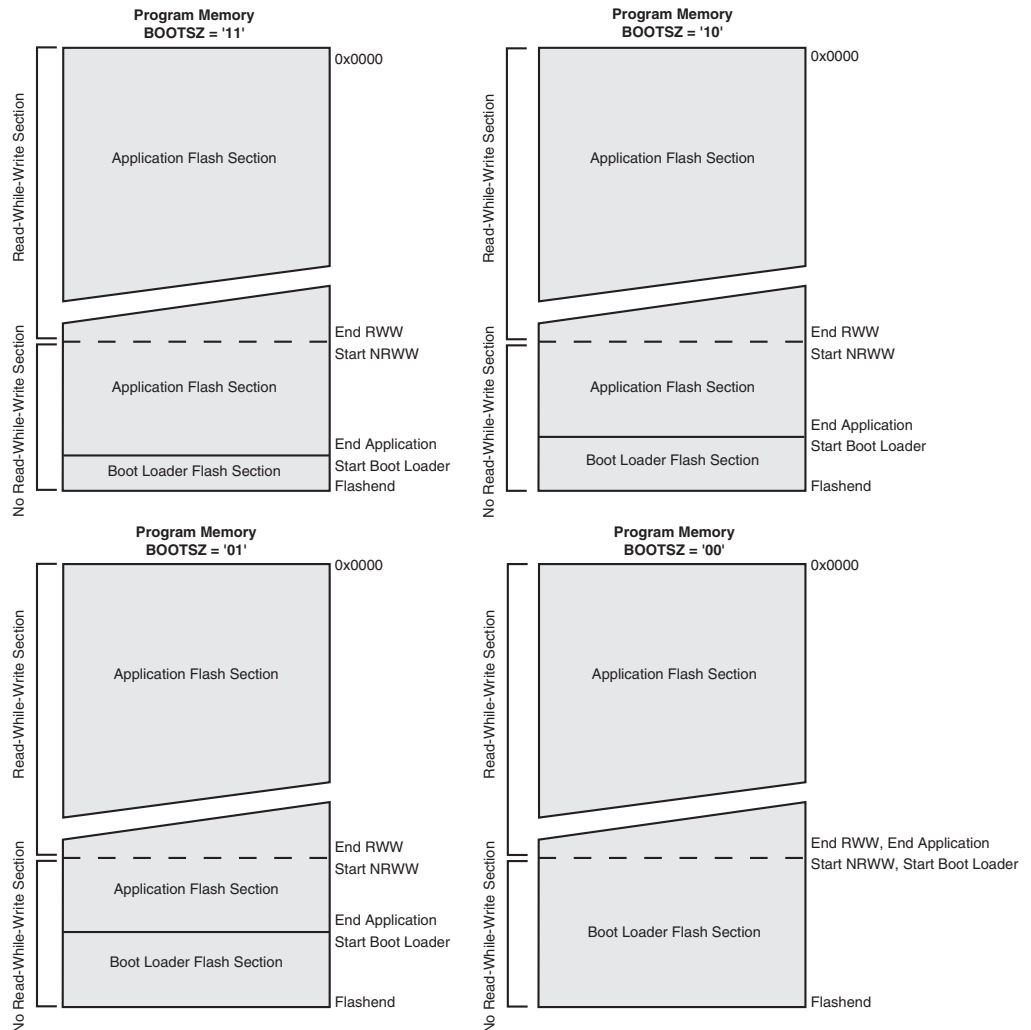 Program Memory
BOOTSZ = '11'
0x0000
Read-While-Write Section
Application Flash Section
End RWW
Start NRWW
No Read-While-Write Section
Application Flash Section
End Application
Start Boot Loader
Boot Loader Flash Section
Flashend
Program Memory
BOOTSZ = '10'
0x0000
Read-While-Write Section
Application Flash Section
End RWW
Start NRWW
No Read-While-Write Section
Application Flash Section
End Application
Start Boot Loader
Boot Loader Flash Section
Flashend
Program Memory
BOOTSZ = '01'
0x0000
Read-While-Write Section
Application Flash Section
End RWW
Start NRWW
No Read-While-Write Section
Application Flash Section
End Application
Start Boot Loader
Boot Loader Flash Section
Flashend
Program Memory
BOOTSZ = '00'
0x0000
Read-While-Write Section
Application Flash Section
End RWW, End Application
Start NRWW, Start Boot Loader
No Read-While-Write Section
Boot Loader Flash Section
Flashend